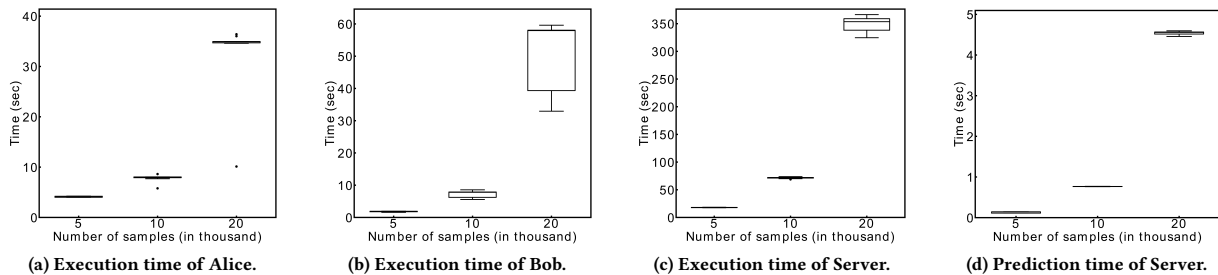 40
30
20
10
0
Time (sec)
5 10 20
Number of samples (in thousand)
(a) Execution time of Alice.
60
50
40
30
20
10
0
Time (sec)
5 10 20
Number of samples (in thousand)
(b) Execution time of Bob.
350
300
250
200
150
100
50
0
Time (sec)
5 10 20
Number of samples (in thousand)
(c) Execution time of Server.
5
4
3
2
1
0
Time (sec)
5 10 20
Number of samples (in thousand)
(d) Prediction time of Server.